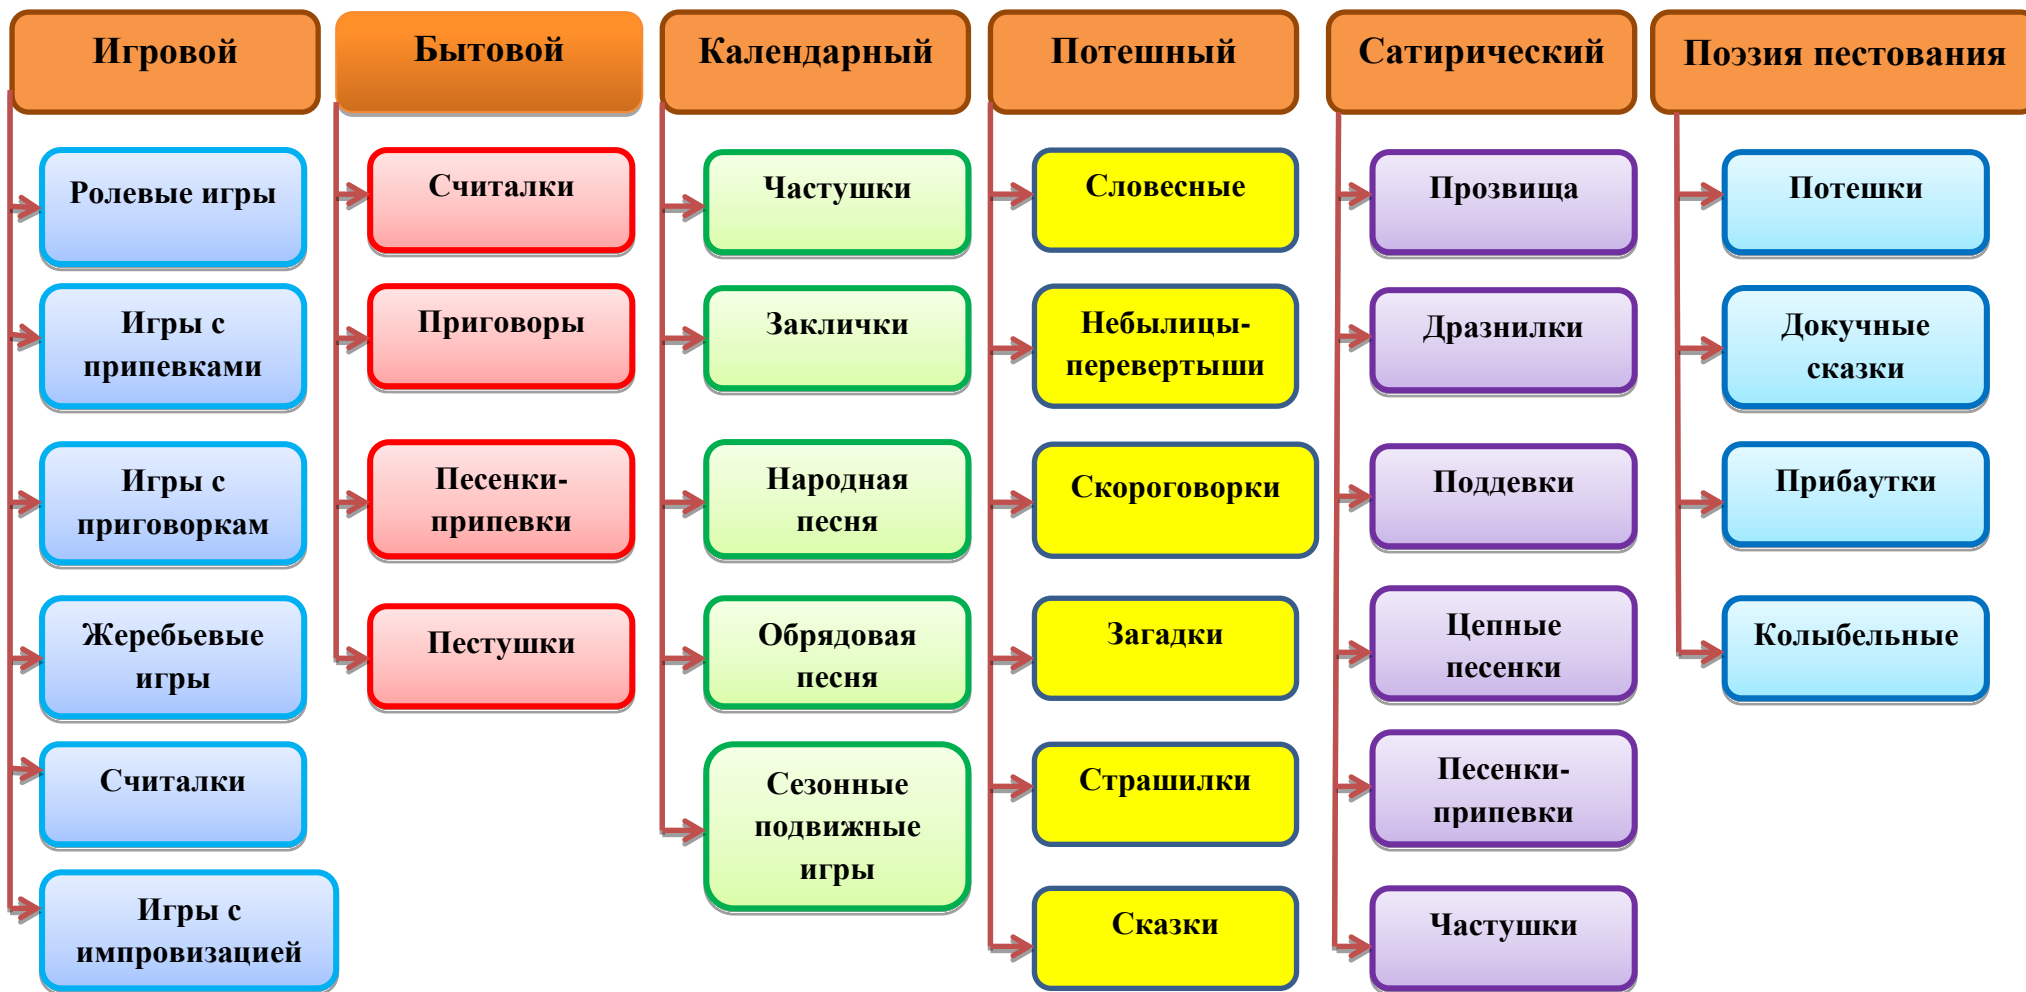 Игровой
Бытовой
Календарный
Потешный
Сатирический
Поэзия пестования
Ролевые игры
Игры с
припевками
Игры с
приговоркам
Жеребьевые
игры
Считалки
Игры с
импровизацией
Считалки
Приговоры
Песенки-
припевки
Пестушки
Частушки
Заклички
Народная
песня
Обрядовая
песня
Сезонные
подвижные
игры
Словесные
Небылицы-
перевертыши
Скороговорки
Загадки
Страшилки
Сказки
Прозвища
Дразнилки
Поддевки
Цепные
песенки
Песенки-
припевки
Частушки
Потешки
Докучные
сказки
Прибаутки
Колыбельные